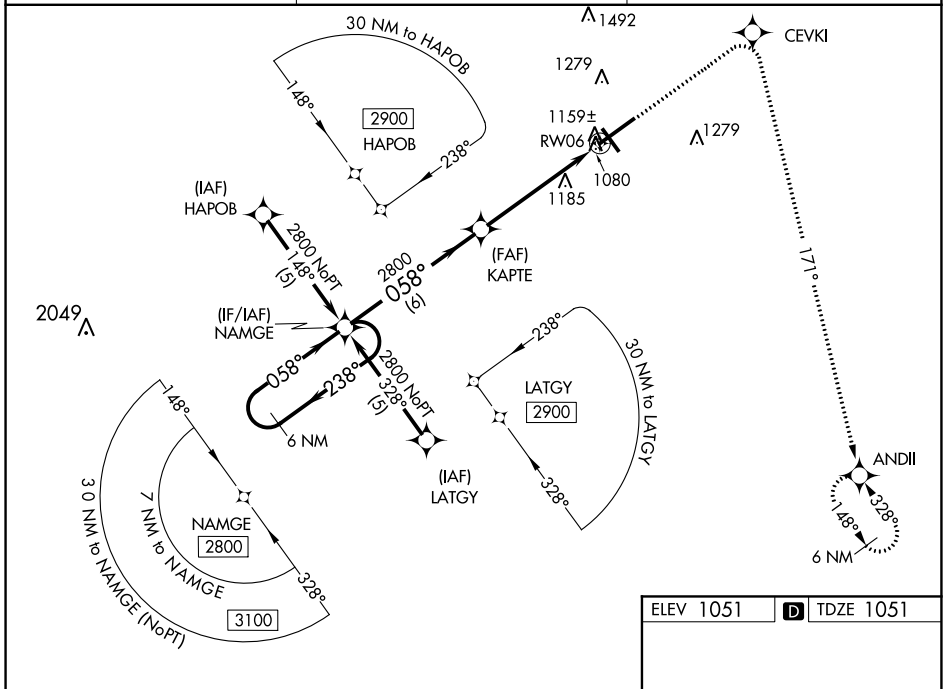 30 NM to HAPOB
148°
2900
HAPOB
238°
1492
CEVKI
1279
1159±
RW06
1279
1080
1185
(IAF)
HAPOB
2800 NoPT
148°
(5)
2800
058°
(6)
(FAF)
KAPTE
171°
2049
(IF/IAF)
NAMGE
058°
238°
6 NM
2800 NoPT
328°
(5)
(IAF)
LATGY
238°
LATGY
2900
30 NM to LATGY
328°
148°
NAMGE
2800
7 NM to NAMGE
30 NM to NAMGE (NoPT)
3100
328°
ANDII
148°
328°
6 NM
ELEV 1051
D
TDZE 1051